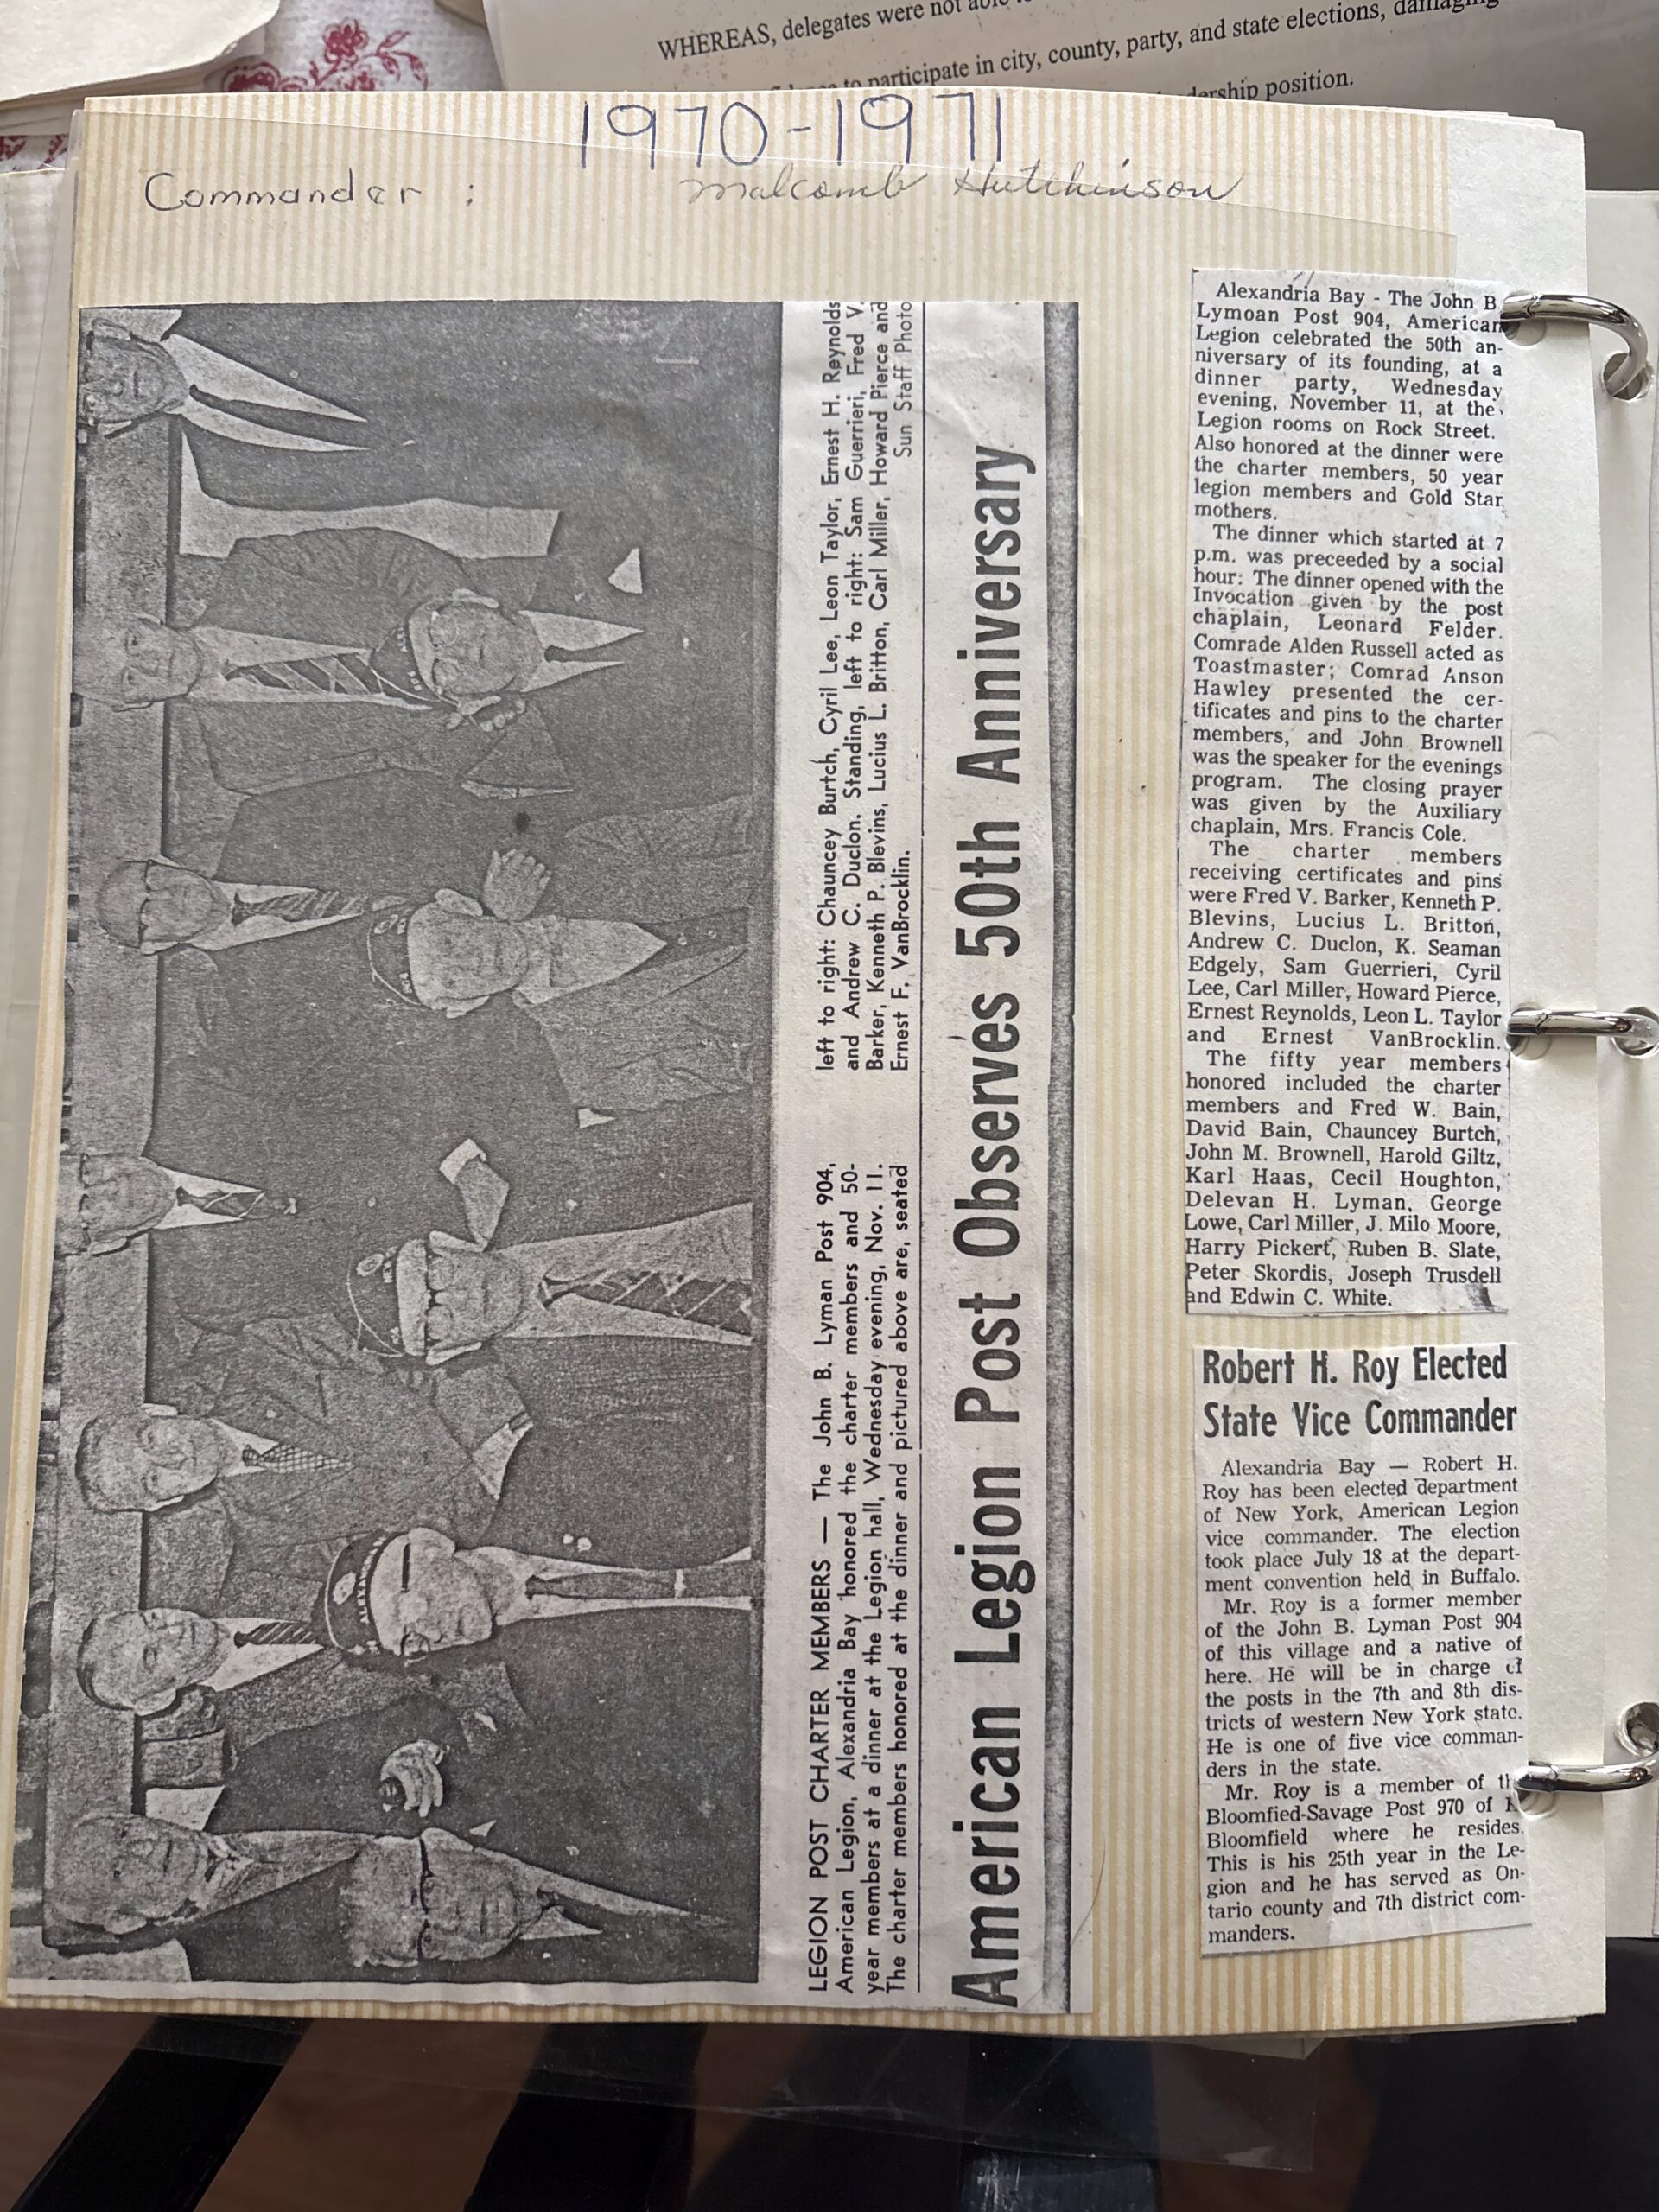 WHEREAS, delegates were not able
to participate in city, county, party, and state elections, damaging
dership position.
1970-1971
Commander : Malcomb Hutchinson
LEGION POST CHARTER MEMBERS — The John B. Lyman Post 904,
American Legion, Alexandria Bay honored the charter members and 50-
year members at a dinner at the Legion hall, Wednesday evening, Nov. 11.
The charter members honored at the dinner and pictured above are, seated
left to right: Chauncey Burtch, Cyril Lee, Leon Taylor, Ernest H. Reynolds
and Andrew C. Duclon. Standing, left to right: Sam Guerrieri, Fred V.
Barker, Kenneth P. Blevins, Lucius L. Britton, Carl Miller, Howard Pierce and
Ernest F. VanBrocklin.
Sun Staff Photo
American Legion Post Observes 50th Anniversary
Alexandria Bay - The John B.
Lymoan Post 904, American
Legion celebrated the 50th an-
niversary of its founding, at a
dinner party, Wednesday
evening, November 11, at the
Legion rooms on Rock Street.
Also honored at the dinner were
the charter members, 50 year
legion members and Gold Star
mothers.
The dinner which started at 7
p.m. was preceeded by a social
hour: The dinner opened with the
Invocation given by the post
chaplain, Leonard Felder.
Comrade Alden Russell acted as
Toastmaster; Comrad Anson
Hawley presented the cer-
tificates and pins to the charter
members, and John Brownell
was the speaker for the evenings
program. The closing prayer
was given by the Auxiliary
chaplain, Mrs. Francis Cole.
The charter members
receiving certificates and pins
were Fred V. Barker, Kenneth P.
Blevins, Lucius L. Britton,
Andrew C. Duclon, K. Seaman
Edgely, Sam Guerrieri, Cyril
Lee, Carl Miller, Howard Pierce,
Ernest Reynolds, Leon L. Taylor
and Ernest VanBrocklin.
The fifty year members
honored included the charter
members and Fred W. Bain,
David Bain, Chauncey Burtch,
John M. Brownell, Harold Giltz,
Karl Haas, Cecil Houghton,
Delevan H. Lyman, George
Lowe, Carl Miller, J. Milo Moore,
Harry Pickert, Ruben B. Slate,
Peter Skordis, Joseph Trusdell
and Edwin C. White.
Robert H. Roy Elected
State Vice Commander
Alexandria Bay — Robert H.
Roy has been elected department
of New York, American Legion
vice commander. The election
took place July 18 at the depart-
ment convention held in Buffalo.
Mr. Roy is a former member
of the John B. Lyman Post 904
of this village and a native of
here. He will be in charge of
the posts in the 7th and 8th dis-
tricts of western New York state.
He is one of five vice comman-
ders in the state.
Mr. Roy is a member of th
Bloomfied-Savage Post 970 of
Bloomfield where he resides.
This is his 25th year in the Le-
gion and he has served as On-
tario county and 7th district com-
manders.